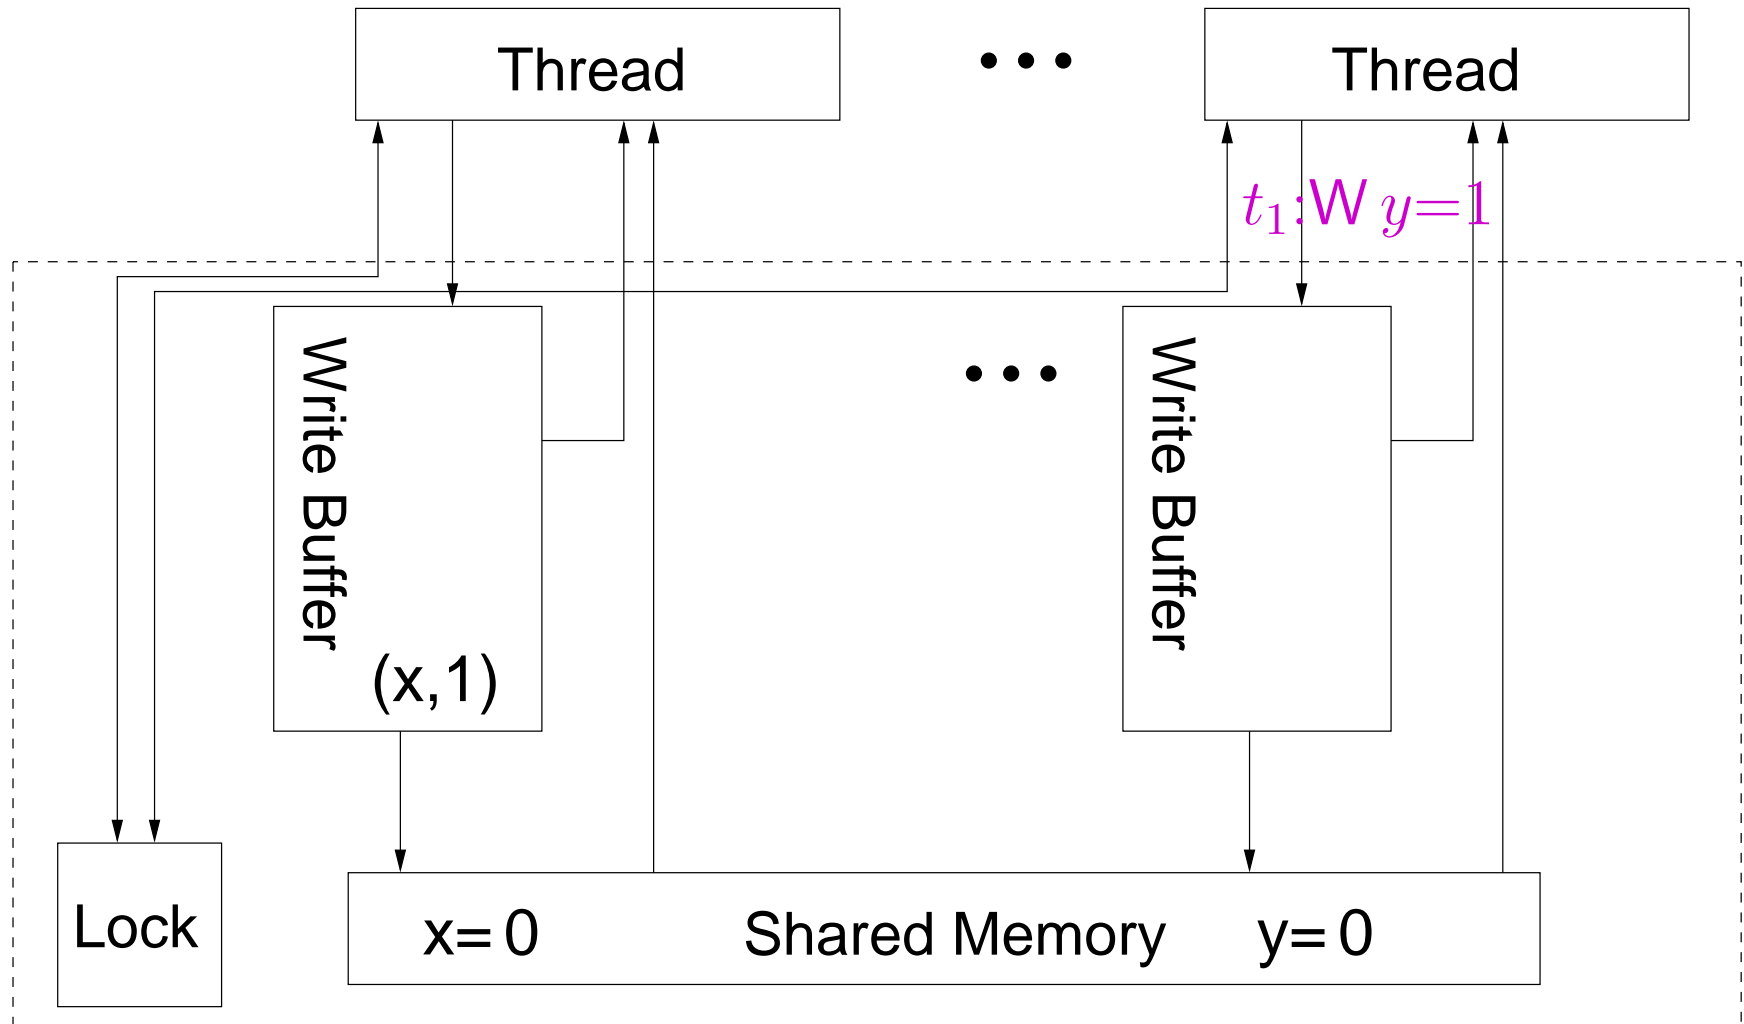 Thread
Thread
t₁:W y=1
Write Buffer
Write Buffer
(x,1)
Lock
x= 0
Shared Memory
y= 0